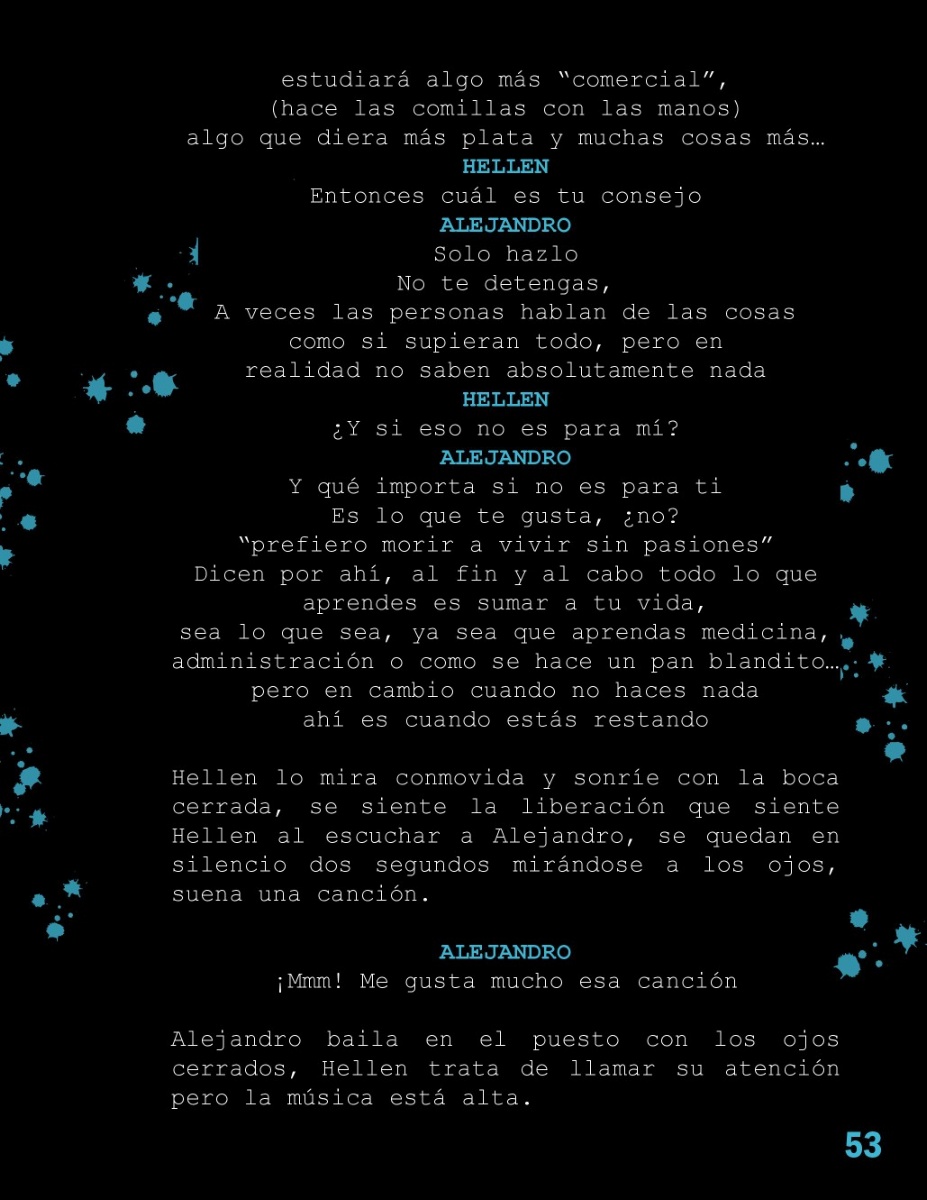 estudiará algo más “comercial”,
(hace las comillas con las manos)
algo que diera más plata y muchas cosas más…
HELLEN
Entonces cuál es tu consejo
ALEJANDRO
Solo hazlo
No te detengas,
A veces las personas hablan de las cosas
como si supieran todo, pero en
realidad no saben absolutamente nada
HELLEN
¿Y si eso no es para mí?
ALEJANDRO
Y qué importa si no es para ti
Es lo que te gusta, ¿no?
“prefiero morir a vivir sin pasiones”
Dicen por ahí, al fin y al cabo todo lo que
aprendes es sumar a tu vida,
sea lo que sea, ya sea que aprendas medicina,
administración o como se hace un pan blandito…
pero en cambio cuando no haces nada
ahí es cuando estás restando
Hellen lo mira conmovida y sonríe con la boca
cerrada, se siente la liberación que siente
Hellen al escuchar a Alejandro, se quedan en
silencio dos segundos mirándose a los ojos,
suena una canción.
ALEJANDRO
¡Mmm! Me gusta mucho esa canción
Alejandro baila en el puesto con los ojos
cerrados, Hellen trata de llamar su atención
pero la música está alta.
53